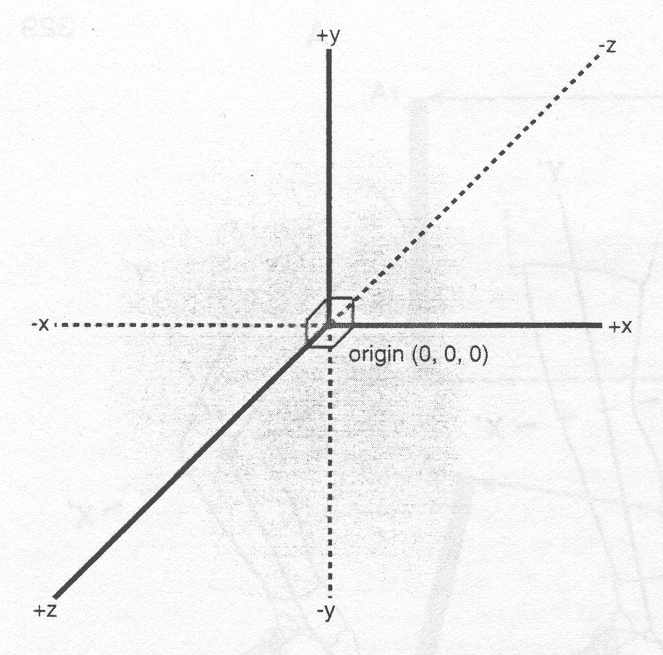 +y
-z
-x
+x
origin (0, 0, 0)
+z
-y